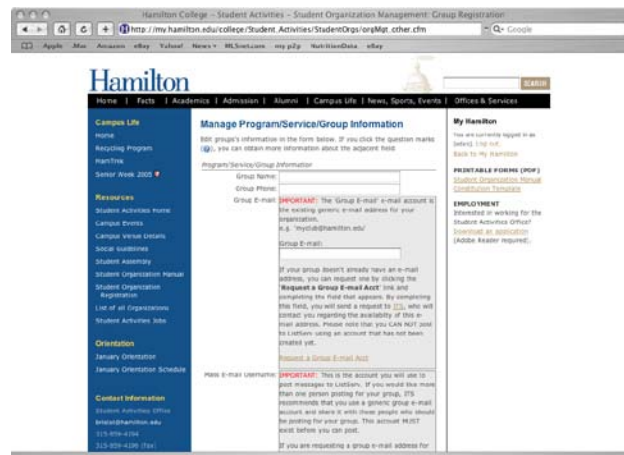 Hamilton College – Student Activities – Student Organization Management: Group Registration
http://my.hamilton.edu/college/Student_Activities/StudentOrgs/orgMgt_other.cfm
Google
Apple .Mac Amazon eBay Yahoo! News MLSnet.com my p2p NutritionData eBay
Hamilton
SEARCH
Home | Facts | Academics | Admission | Alumni | Campus Life | News, Sports, Events | Offices & Services
Campus Life
Home
Recycling Program
HamTrek
Senior Week 2005
Resources
Student Activities Home
Campus Events
Campus Venue Details
Social Guidelines
Student Assembly
Student Organization Manual
Student Organization
Registration
List of all Organizations
Student Activities Jobs
Orientation
January Orientation
January Orientation Schedule
Contact Information
Student Activities Office
bristol@hamilton.edu
315-859-4194
Manage Program/Service/Group Information
Edit groups's information in the form below. If you click the question marks
(?), you can obtain more information about the adjacent field.
Program/Service/Group Information
Group Name:
Group Phone:
Group E-mail:
IMPORTANT: The 'Group E-mail' e-mail account is
the existing generic e-mail address for your
organization.
e.g. 'myclub@hamilton.edu'
Group E-mail:
If your group doesn't already have an e-mail
address, you can request one by clicking the
'Request a Group E-mail Acct' link and
completing the field that appears. By completing
this field, you will send a request to ITS, who will
contact you regarding the availability of this e-
mail address. Please note that you CAN NOT post
to ListServ using an account that has not been
created yet.
Request a Group E-mail Acct
Mass E-mail Username:
IMPORTANT: This is the account you will use to
post messages to ListServ. If you would like more
than one person posting for your group, ITS
recommends that you use a generic group e-mail
account and share it with those people who should
be posting for your group. This account MUST
exist before you can post.
If you are requesting a group e-mail address for
My Hamilton
You are currently logged in as
Log out.
Back to My Hamilton
PRINTABLE FORMS (PDF)
Student Organization Manual
Constitution Template
EMPLOYMENT
Interested in working for the
Student Activities Office?
Download an application
(Adobe Reader required).